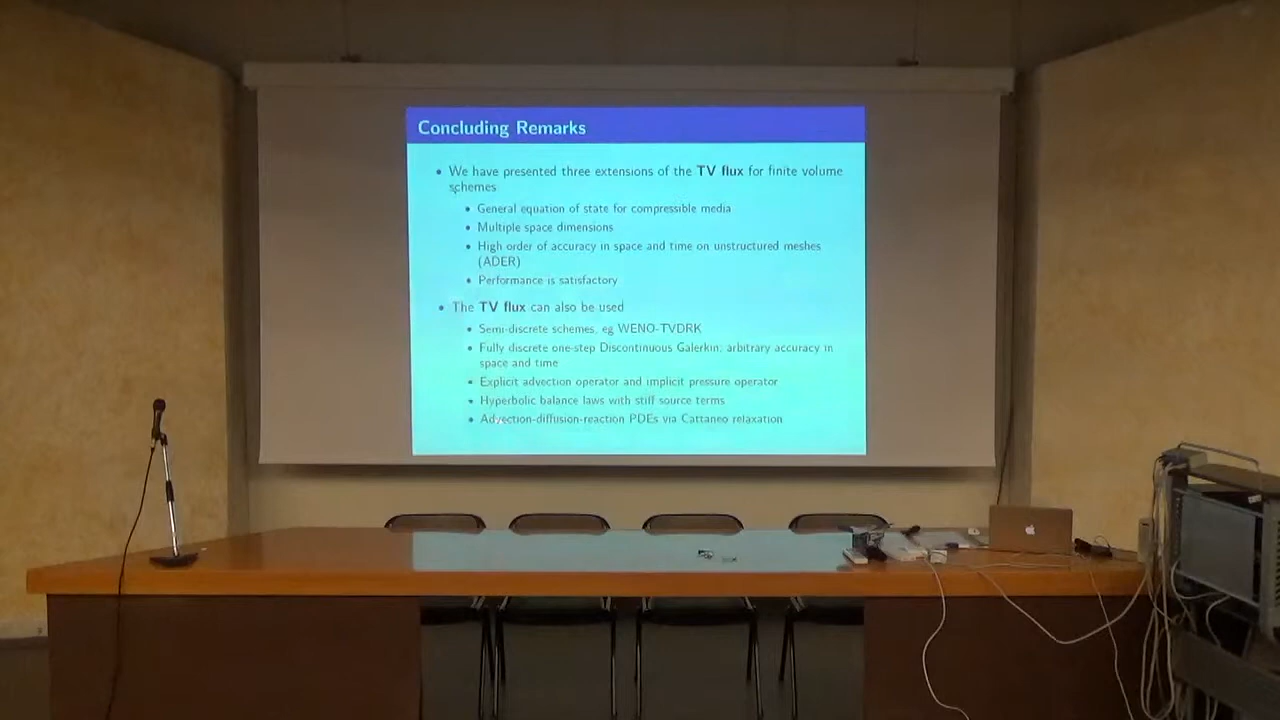 Concluding Remarks
We have presented three extensions of the TV flux for finite volume
schemes
General equation of state for compressible media
Multiple space dimensions
High order of accuracy in space and time on unstructured meshes
(ADER)
Performance is satisfactory
The TV flux can also be used
Semi-discrete schemes, eg WENO-TVDRK
Fully discrete one-step Discontinuous Galerkin; arbitrary accuracy in
space and time
Explicit advection operator and implicit pressure operator
Hyperbolic balance laws with stiff source terms
Advection-diffusion-reaction PDEs via Cattaneo relaxation